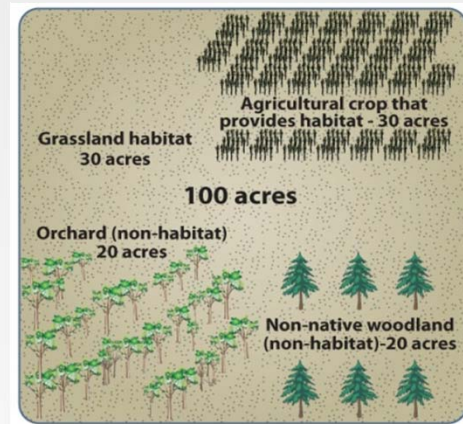 Agricultural crop that
provides habitat - 30 acres
Grassland habitat
30 acres
100 acres
Orchard (non-habitat)
20 acres
Non-native woodland
(non-habitat)-20 acres